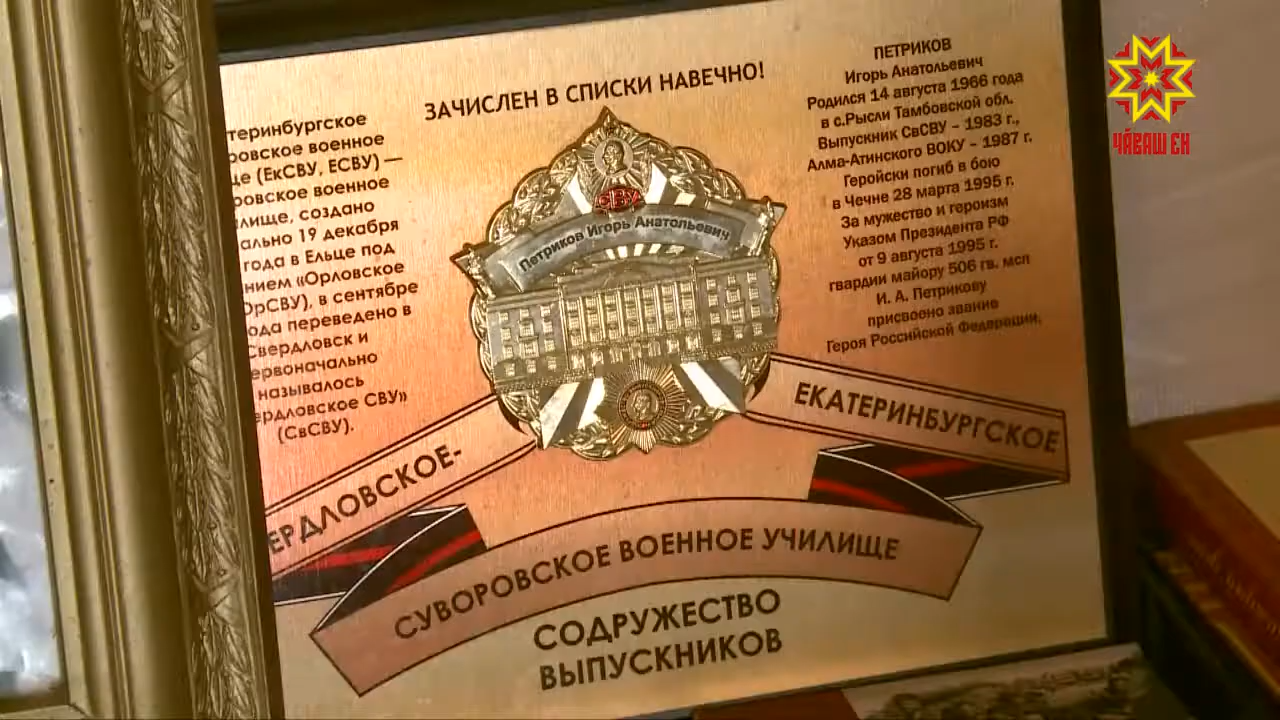 ЗАЧИСЛЕН В СПИСКИ НАВЕЧНО!
теринбургское
ровское военное
це (ЕкСВУ, ЕСВУ) —
ровское военное
лище, создано
ально 19 декабря
года в Ельце под
нием «Орловское
ОрСВУ), в сентябре
ода переведено в
Свердловск и
ервоначально
называлось
ердловское СВУ»
(СвСВУ).
СВУ
Петриков Игорь Анатольевич
ПЕТРИКОВ
Игорь Анатольевич
Родился 14 августа 1966 года
в с.Рысли Тамбовской обл.
Выпускник СвСВУ – 1983 г.,
Алма-Атинского ВОКУ – 1987 г.
Геройски погиб в бою
в Чечне 28 марта 1995 г.
За мужество и героизм
Указом Президента РФ
от 9 августа 1995 г.
гвардии майору 506 гв. мсп
И. А. Петрикову
присвоено звание
Героя Российской Федерации.
ЕРДЛОВСКОЕ-
ЕКАТЕРИНБУРГСКОЕ
СУВОРОВСКОЕ ВОЕННОЕ УЧИЛИЩЕ
СОДРУЖЕСТВО
ВЫПУСКНИКОВ
ЧӐВАШ ЕН